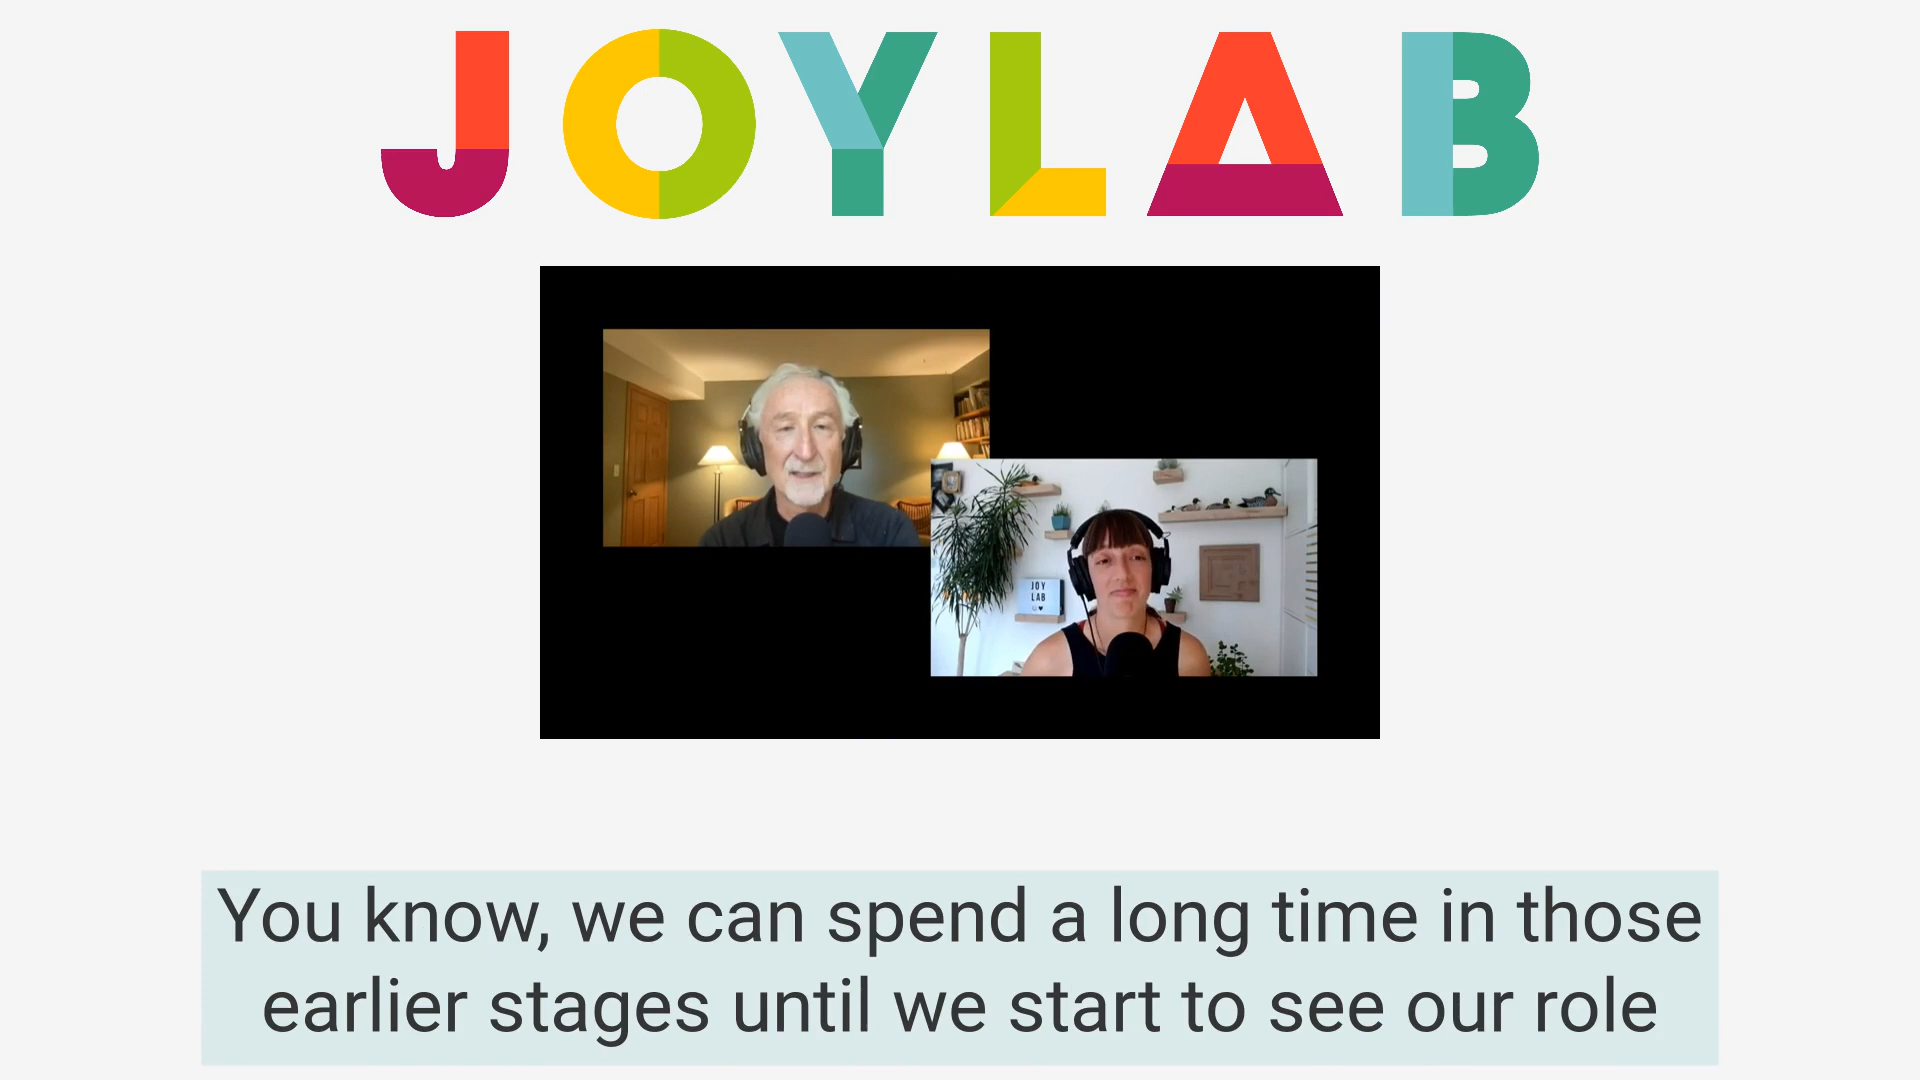 JOYLAB
JOY
LAB
You know, we can spend a long time in those
earlier stages until we start to see our role